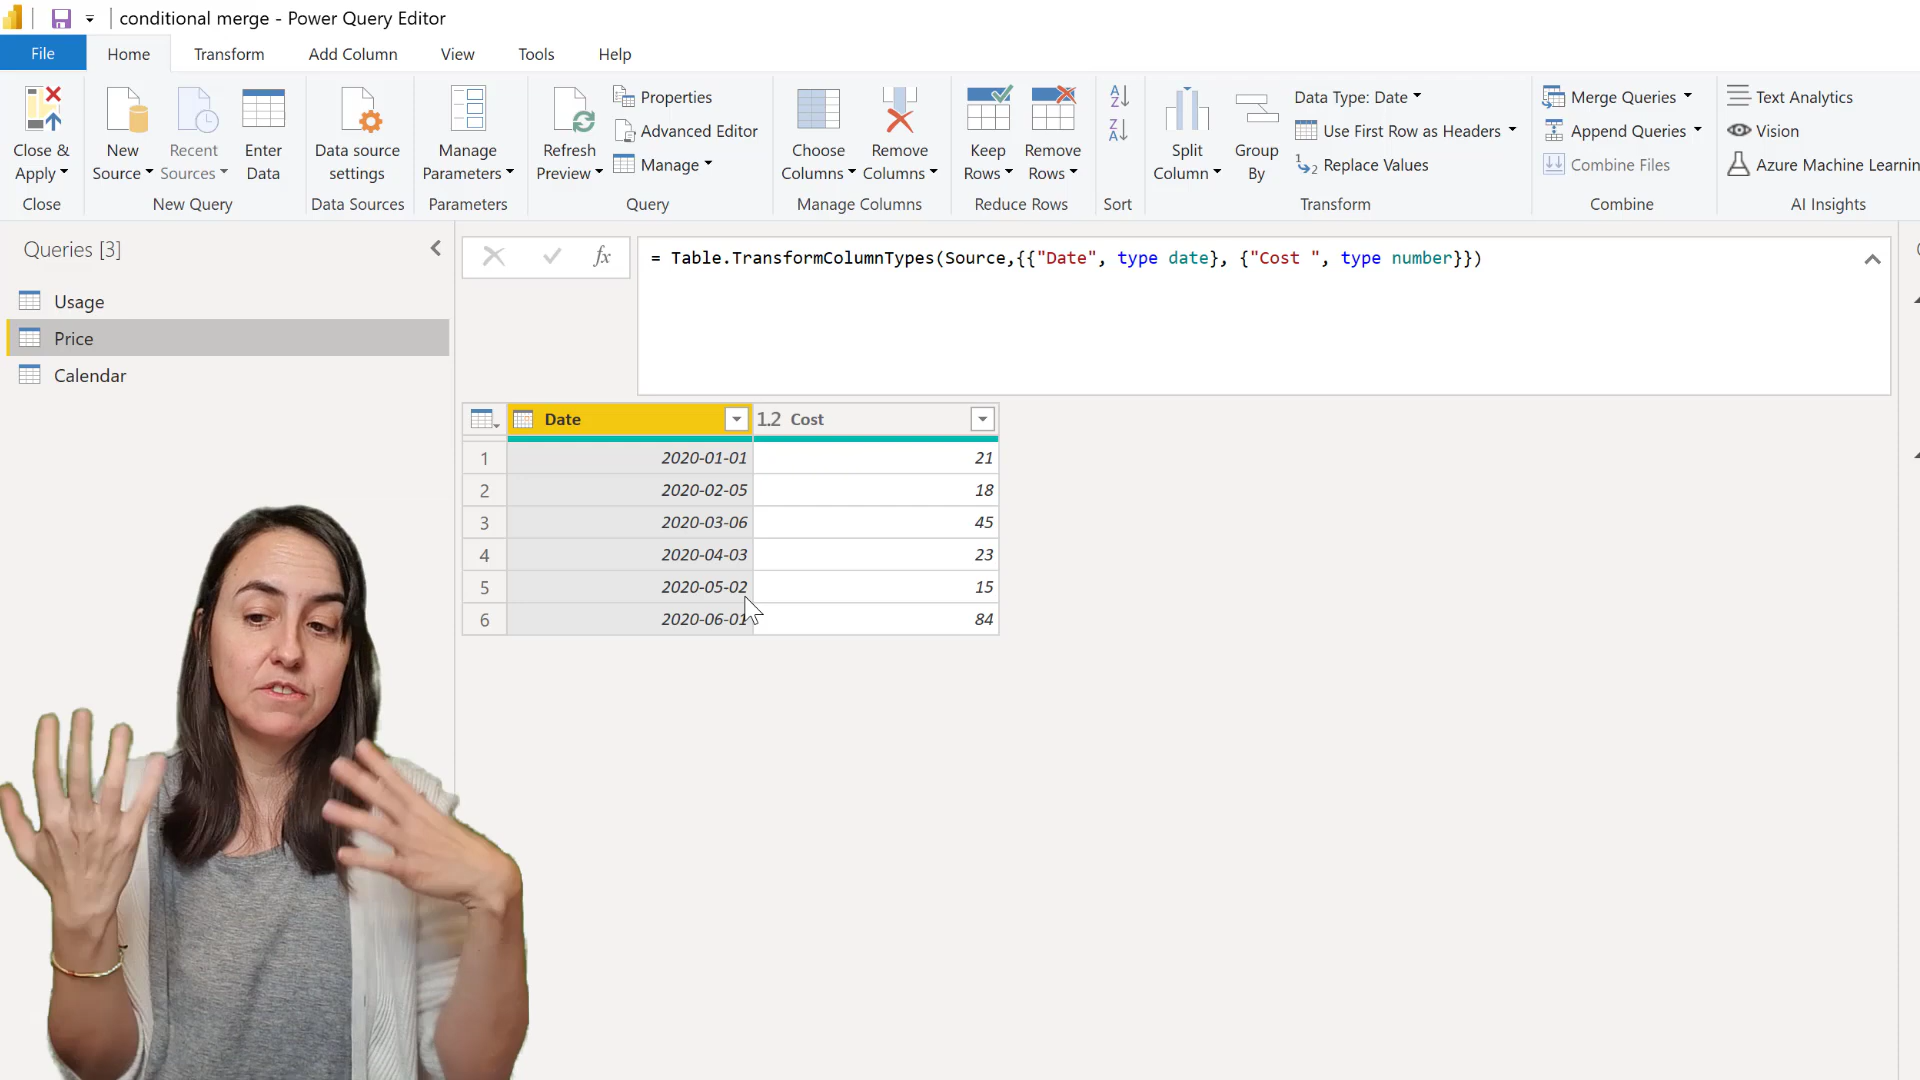 conditional merge - Power Query Editor
File Home Transform Add Column View Tools Help
Close & Apply
Close
New Source
Recent Sources
Enter Data
New Query
Data source settings
Data Sources
Manage Parameters
Parameters
Refresh Preview
Properties
Advanced Editor
Manage
Query
Choose Columns
Remove Columns
Manage Columns
Keep Rows
Remove Rows
Reduce Rows
Sort
Split Column
Group By
Data Type: Date
Use First Row as Headers
Replace Values
Transform
Merge Queries
Append Queries
Combine Files
Combine
Text Analytics
Vision
Azure Machine Learnin
AI Insights
Queries [3]
Usage
Price
Calendar
fx
= Table.TransformColumnTypes(Source,{{"Date", type date}, {"Cost ", type number}})
Date 1.2 Cost
1 2020-01-01 21
2 2020-02-05 18
3 2020-03-06 45
4 2020-04-03 23
5 2020-05-02 15
6 2020-06-01 84